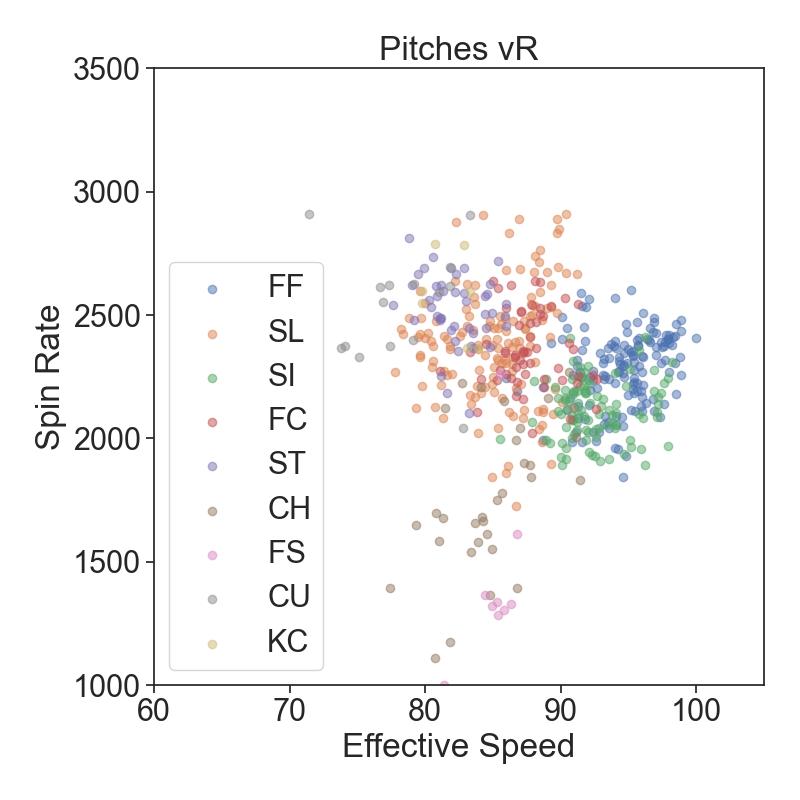 Pitches vR
3500
3000
2500
2000
1500
1000
Spin Rate
FF
SL
SI
FC
ST
CH
FS
CU
KC
60 70 80 90 100
Effective Speed